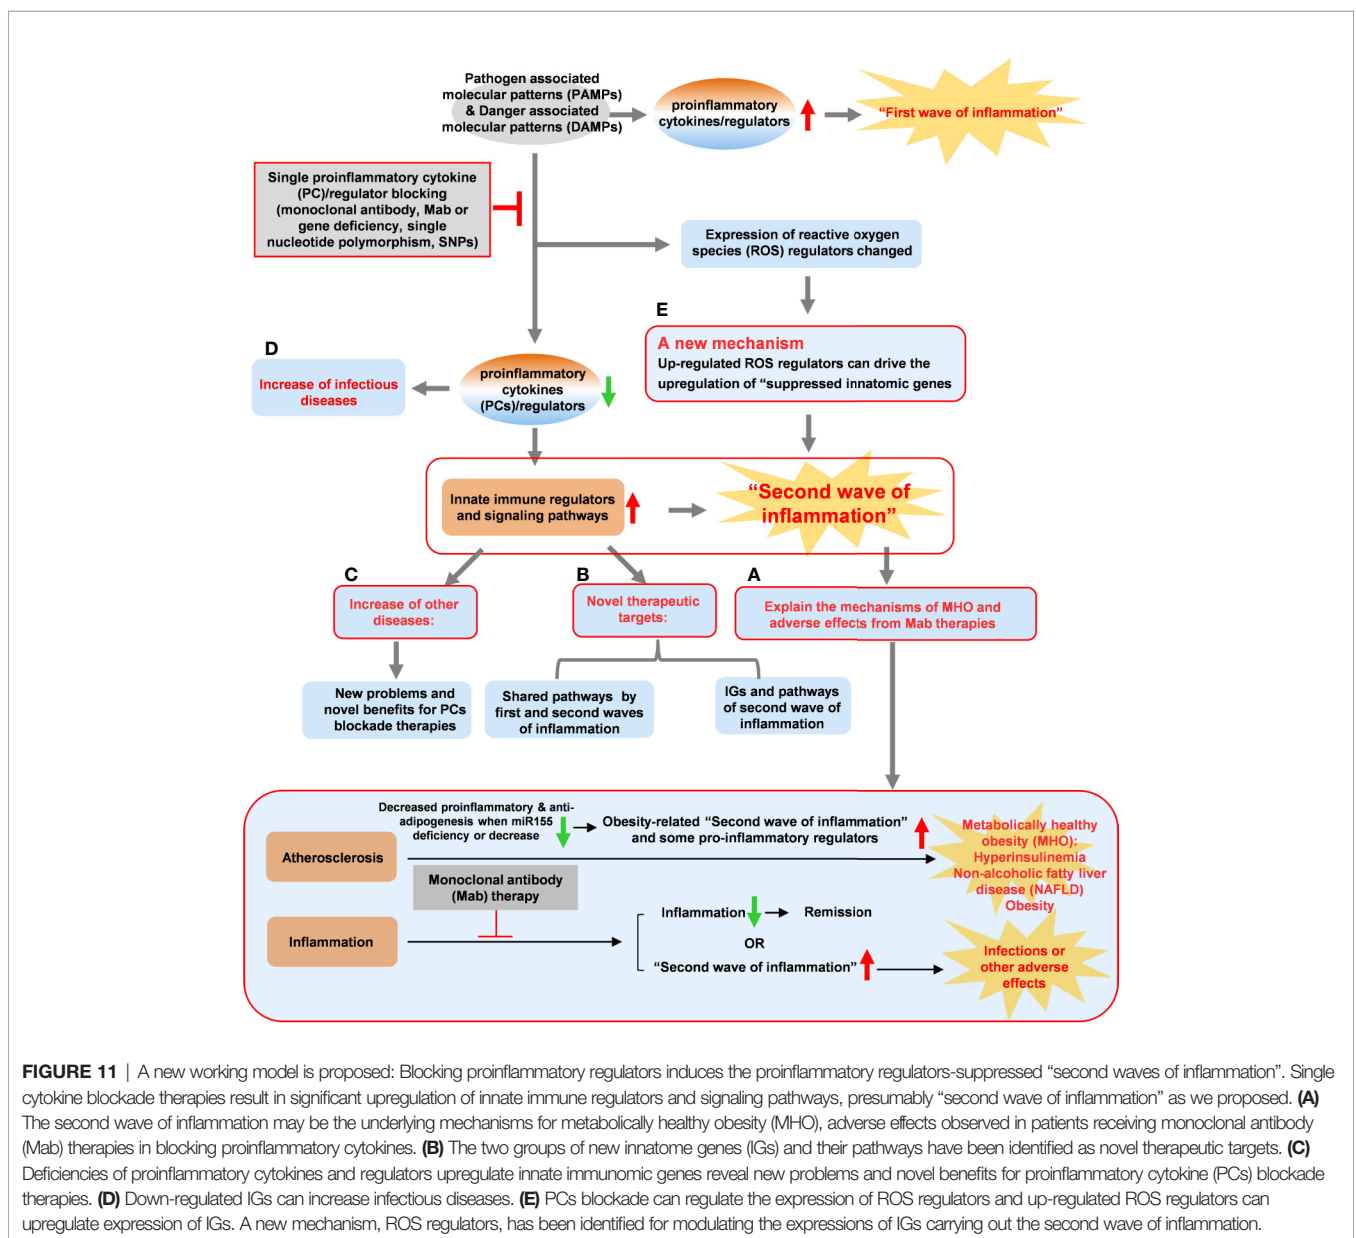 Pathogen associated
molecular patterns (PAMPs)
& Danger associated
molecular patterns (DAMPs)
proinflammatory
cytokines/regulators
"First wave of inflammation"
Single proinflammatory cytokine
(PC)/regulator blocking
(monoclonal antibody, Mab or
gene deficiency, single
nucleotide polymorphism, SNPs)
Expression of reactive oxygen
species (ROS) regulators changed
E
A new mechanism
Up-regulated ROS regulators can drive the
upregulation of “suppressed innatomic genes
D
Increase of infectious
diseases
proinflammatory
cytokines
(PCs)/regulators
Innate immune regulators
and signaling pathways
“Second wave of
inflammation”
C
Increase of other
diseases:
B
Novel therapeutic
targets:
A
Explain the mechanisms of MHO and
adverse effects from Mab therapies
New problems and
novel benefits for PCs
blockade therapies
Shared pathways by
first and second waves
of inflammation
IGs and pathways
of second wave of
inflammation
Decreased proinflammatory & anti-
adipogenesis when miR155
deficiency or decrease
Obesity-related “Second wave of inflammation”
and some pro-inflammatory regulators
Atherosclerosis
Metabolically healthy
obesity (MHO):
Hyperinsulinemia
Non-alcoholic fatty liver
disease (NAFLD)
Obesity
Monoclonal antibody
(Mab) therapy
Inflammation
Inflammation
Remission
OR
“Second wave of inflammation”
Infections or
other adverse
effects
FIGURE 11 | A new working model is proposed: Blocking proinflammatory regulators induces the proinflammatory regulators-suppressed “second waves of inflammation”. Single
cytokine blockade therapies result in significant upregulation of innate immune regulators and signaling pathways, presumably “second wave of inflammation” as we proposed. (A)
The second wave of inflammation may be the underlying mechanisms for metabolically healthy obesity (MHO), adverse effects observed in patients receiving monoclonal antibody
(Mab) therapies in blocking proinflammatory cytokines. (B) The two groups of new innatome genes (IGs) and their pathways have been identified as novel therapeutic targets. (C)
Deficiencies of proinflammatory cytokines and regulators upregulate innate immunomic genes reveal new problems and novel benefits for proinflammatory cytokine (PCs) blockade
therapies. (D) Down-regulated IGs can increase infectious diseases. (E) PCs blockade can regulate the expression of ROS regulators and up-regulated ROS regulators can
upregulate expression of IGs. A new mechanism, ROS regulators, has been identified for modulating the expressions of IGs carrying out the second wave of inflammation.